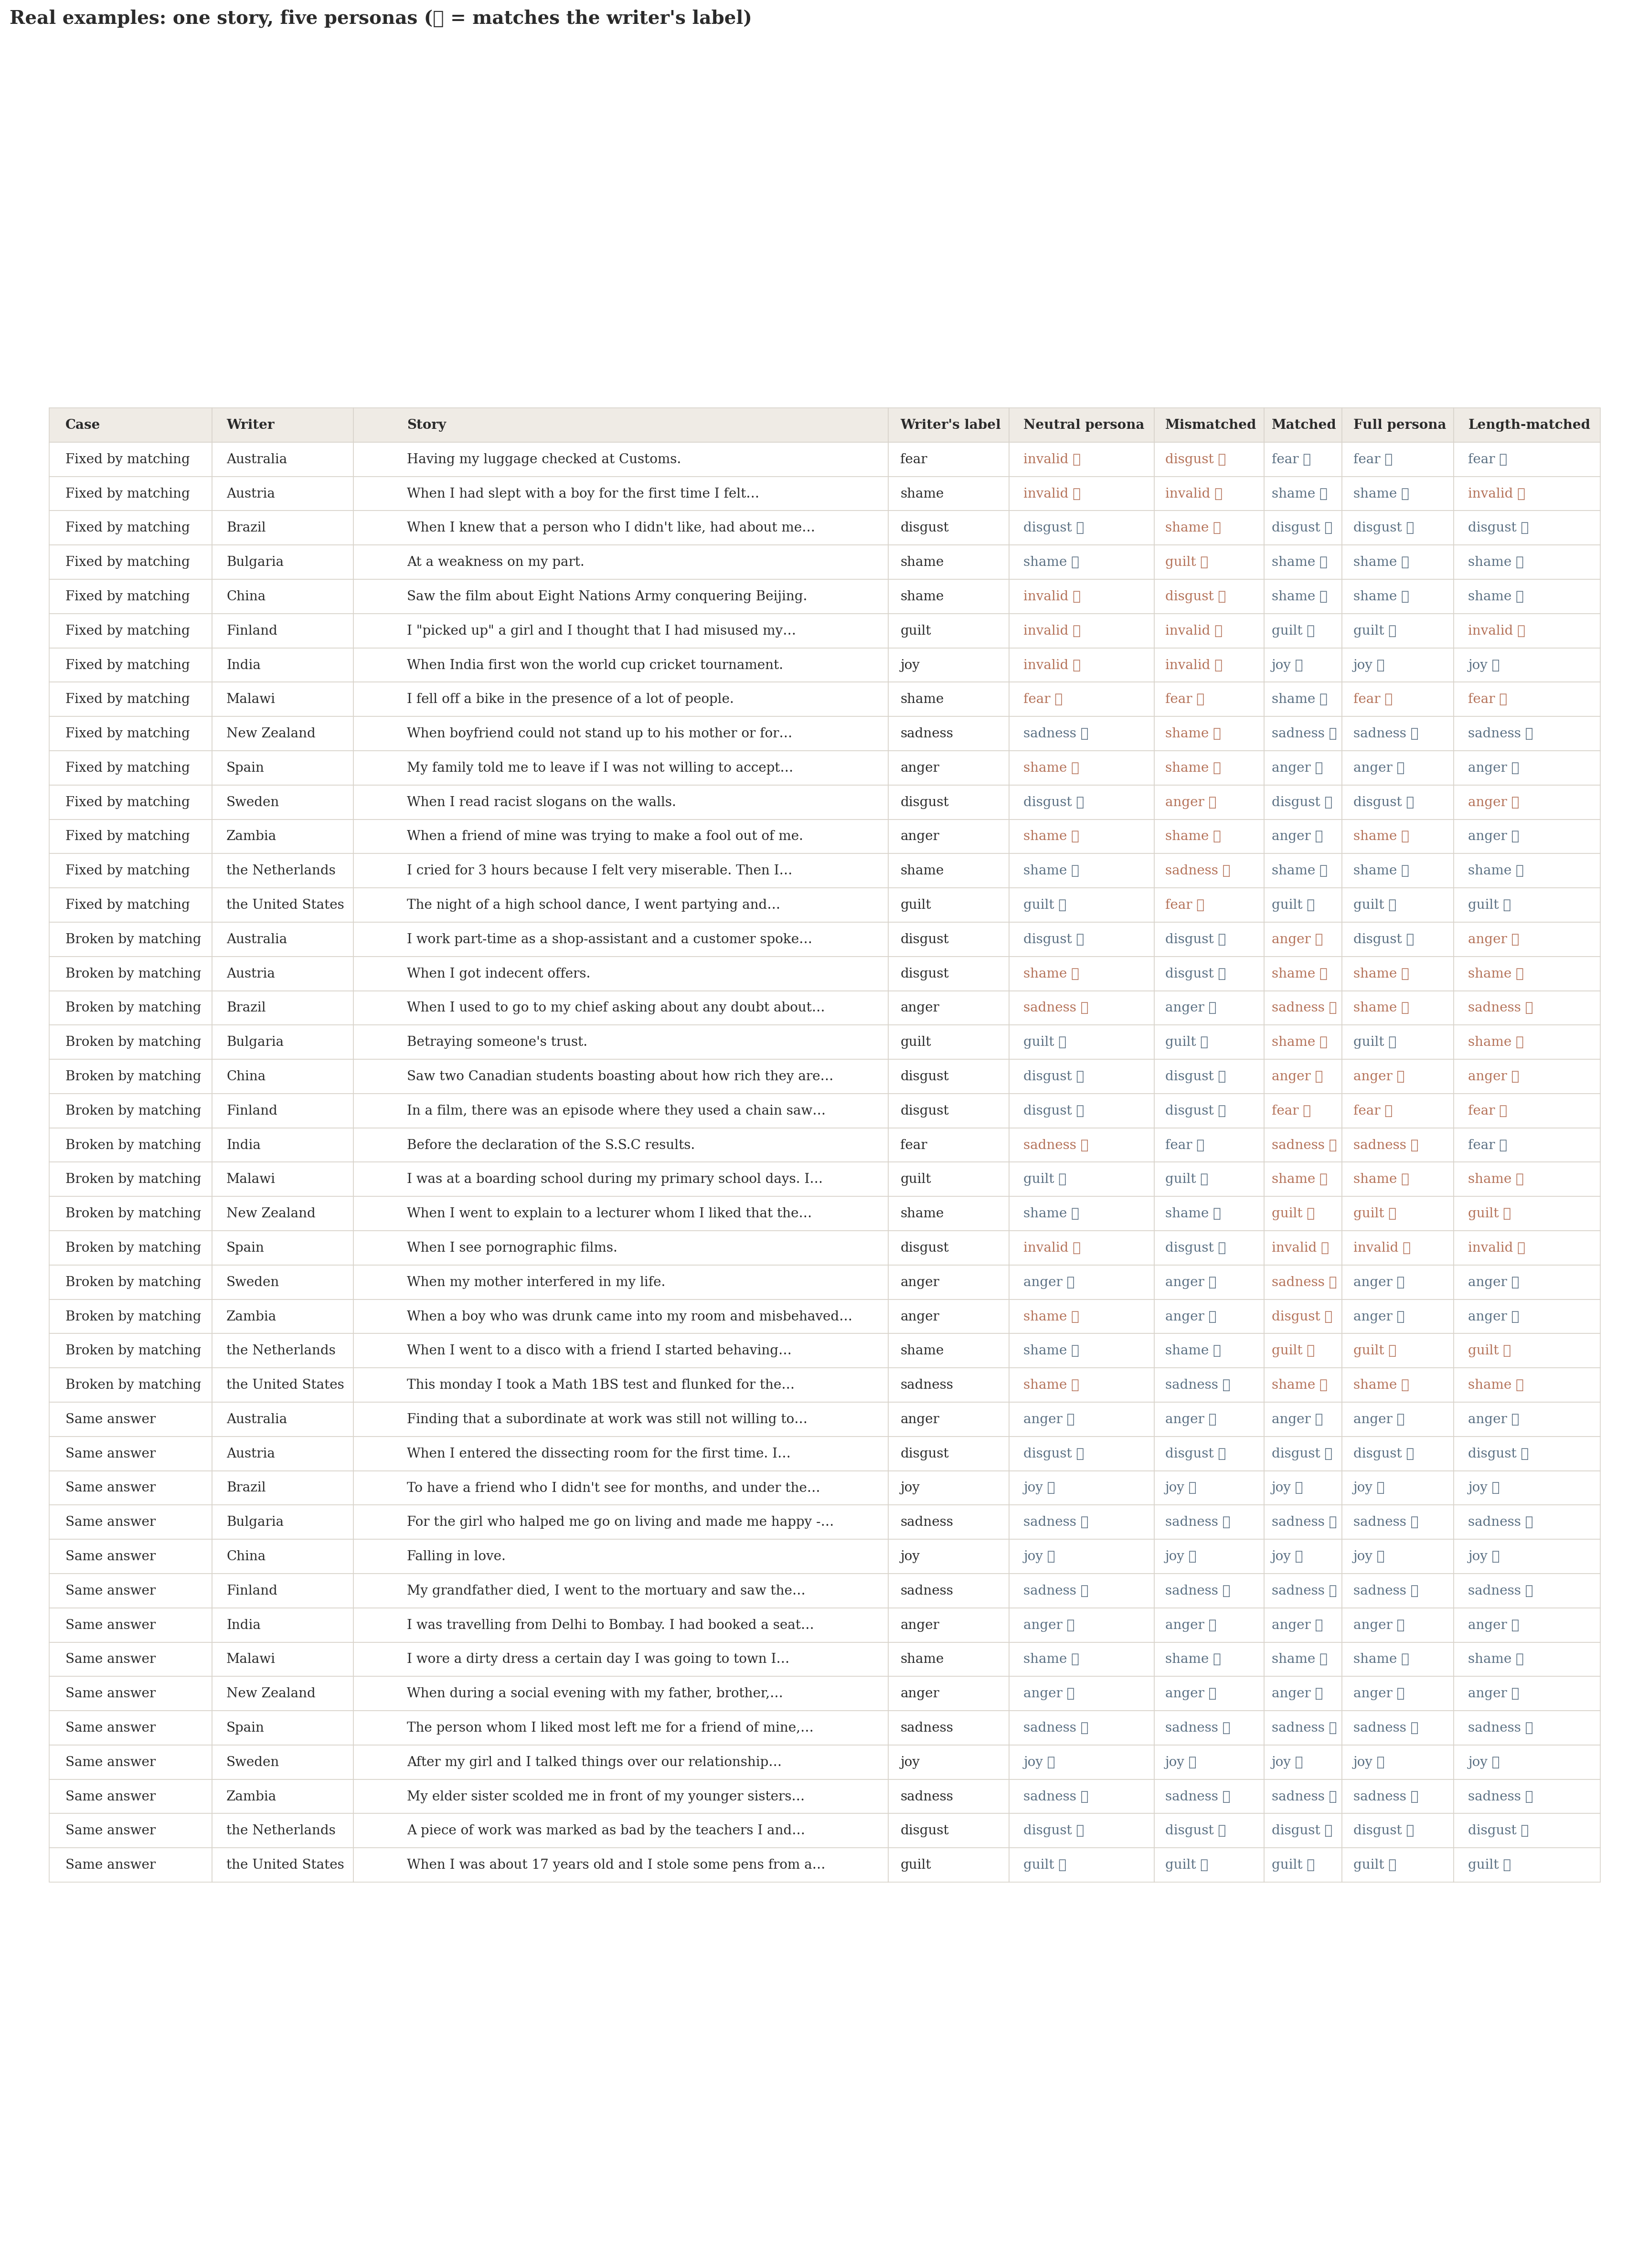 Real examples: one story, five personas (▯ = matches the writer's label)
Case Writer Story Writer's label Neutral persona Mismatched Matched Full persona Length-matched
Fixed by matching Australia Having my luggage checked at Customs. fear invalid ▯ disgust ▯ fear ▯ fear ▯ fear ▯
Fixed by matching Austria When I had slept with a boy for the first time I felt… shame invalid ▯ invalid ▯ shame ▯ shame ▯ invalid ▯
Fixed by matching Brazil When I knew that a person who I didn't like, had about me… disgust disgust ▯ shame ▯ disgust ▯ disgust ▯ disgust ▯
Fixed by matching Bulgaria At a weakness on my part. shame shame ▯ guilt ▯ shame ▯ shame ▯ shame ▯
Fixed by matching China Saw the film about Eight Nations Army conquering Beijing. shame invalid ▯ disgust ▯ shame ▯ shame ▯ shame ▯
Fixed by matching Finland I "picked up" a girl and I thought that I had misused my… guilt invalid ▯ invalid ▯ guilt ▯ guilt ▯ invalid ▯
Fixed by matching India When India first won the world cup cricket tournament. joy invalid ▯ invalid ▯ joy ▯ joy ▯ joy ▯
Fixed by matching Malawi I fell off a bike in the presence of a lot of people. shame fear ▯ fear ▯ shame ▯ fear ▯ fear ▯
Fixed by matching New Zealand When boyfriend could not stand up to his mother or for… sadness sadness ▯ shame ▯ sadness ▯ sadness ▯ sadness ▯
Fixed by matching Spain My family told me to leave if I was not willing to accept… anger shame ▯ shame ▯ anger ▯ anger ▯ anger ▯
Fixed by matching Sweden When I read racist slogans on the walls. disgust disgust ▯ anger ▯ disgust ▯ disgust ▯ anger ▯
Fixed by matching Zambia When a friend of mine was trying to make a fool out of me. anger shame ▯ shame ▯ anger ▯ shame ▯ anger ▯
Fixed by matching the Netherlands I cried for 3 hours because I felt very miserable. Then I… shame shame ▯ sadness ▯ shame ▯ shame ▯ shame ▯
Fixed by matching the United States The night of a high school dance, I went partying and… guilt guilt ▯ fear ▯ guilt ▯ guilt ▯ guilt ▯
Broken by matching Australia I work part-time as a shop-assistant and a customer spoke… disgust disgust ▯ disgust ▯ anger ▯ disgust ▯ anger ▯
Broken by matching Austria When I got indecent offers. disgust shame ▯ disgust ▯ shame ▯ shame ▯ shame ▯
Broken by matching Brazil When I used to go to my chief asking about any doubt about… anger sadness ▯ anger ▯ sadness ▯ shame ▯ sadness ▯
Broken by matching Bulgaria Betraying someone's trust. guilt guilt ▯ guilt ▯ shame ▯ guilt ▯ shame ▯
Broken by matching China Saw two Canadian students boasting about how rich they are… disgust disgust ▯ disgust ▯ anger ▯ anger ▯ anger ▯
Broken by matching Finland In a film, there was an episode where they used a chain saw… disgust disgust ▯ disgust ▯ fear ▯ fear ▯ fear ▯
Broken by matching India Before the declaration of the S.S.C results. fear sadness ▯ fear ▯ sadness ▯ sadness ▯ fear ▯
Broken by matching Malawi I was at a boarding school during my primary school days. I… guilt guilt ▯ guilt ▯ shame ▯ shame ▯ shame ▯
Broken by matching New Zealand When I went to explain to a lecturer whom I liked that the… shame shame ▯ shame ▯ guilt ▯ guilt ▯ guilt ▯
Broken by matching Spain When I see pornographic films. disgust invalid ▯ disgust ▯ invalid ▯ invalid ▯ invalid ▯
Broken by matching Sweden When my mother interfered in my life. anger anger ▯ anger ▯ sadness ▯ anger ▯ anger ▯
Broken by matching Zambia When a boy who was drunk came into my room and misbehaved… anger shame ▯ anger ▯ disgust ▯ anger ▯ anger ▯
Broken by matching the Netherlands When I went to a disco with a friend I started behaving… shame shame ▯ shame ▯ guilt ▯ guilt ▯ guilt ▯
Broken by matching the United States This monday I took a Math 1BS test and flunked for the… sadness shame ▯ sadness ▯ shame ▯ shame ▯ shame ▯
Same answer Australia Finding that a subordinate at work was still not willing to… anger anger ▯ anger ▯ anger ▯ anger ▯ anger ▯
Same answer Austria When I entered the dissecting room for the first time. I… disgust disgust ▯ disgust ▯ disgust ▯ disgust ▯ disgust ▯
Same answer Brazil To have a friend who I didn't see for months, and under the… joy joy ▯ joy ▯ joy ▯ joy ▯ joy ▯
Same answer Bulgaria For the girl who halped me go on living and made me happy -… sadness sadness ▯ sadness ▯ sadness ▯ sadness ▯ sadness ▯
Same answer China Falling in love. joy joy ▯ joy ▯ joy ▯ joy ▯ joy ▯
Same answer Finland My grandfather died, I went to the mortuary and saw the… sadness sadness ▯ sadness ▯ sadness ▯ sadness ▯ sadness ▯
Same answer India I was travelling from Delhi to Bombay. I had booked a seat… anger anger ▯ anger ▯ anger ▯ anger ▯ anger ▯
Same answer Malawi I wore a dirty dress a certain day I was going to town I… shame shame ▯ shame ▯ shame ▯ shame ▯ shame ▯
Same answer New Zealand When during a social evening with my father, brother,… anger anger ▯ anger ▯ anger ▯ anger ▯ anger ▯
Same answer Spain The person whom I liked most left me for a friend of mine,… sadness sadness ▯ sadness ▯ sadness ▯ sadness ▯ sadness ▯
Same answer Sweden After my girl and I talked things over our relationship… joy joy ▯ joy ▯ joy ▯ joy ▯ joy ▯
Same answer Zambia My elder sister scolded me in front of my younger sisters… sadness sadness ▯ sadness ▯ sadness ▯ sadness ▯ sadness ▯
Same answer the Netherlands A piece of work was marked as bad by the teachers I and… disgust disgust ▯ disgust ▯ disgust ▯ disgust ▯ disgust ▯
Same answer the United States When I was about 17 years old and I stole some pens from a… guilt guilt ▯ guilt ▯ guilt ▯ guilt ▯ guilt ▯